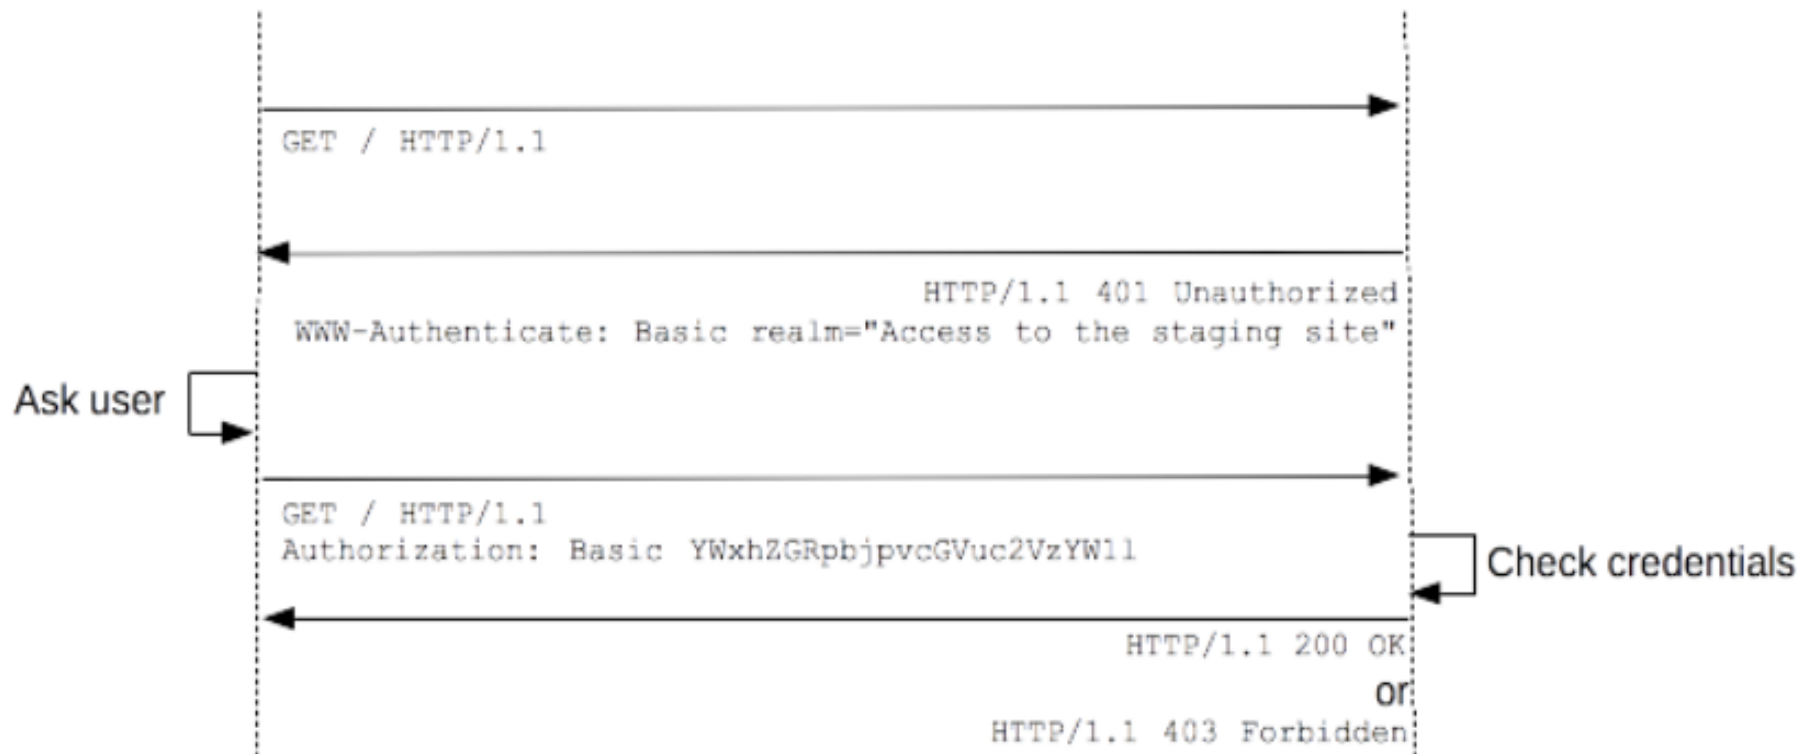 GET / HTTP/1.1
HTTP/1.1 401 Unauthorized
WWW-Authenticate: Basic realm="Access to the staging site"
Ask user
GET / HTTP/1.1
Authorization: Basic YWxhZGRpbjpvcGVuc2VzYW1l
Check credentials
HTTP/1.1 200 OK
or
HTTP/1.1 403 Forbidden